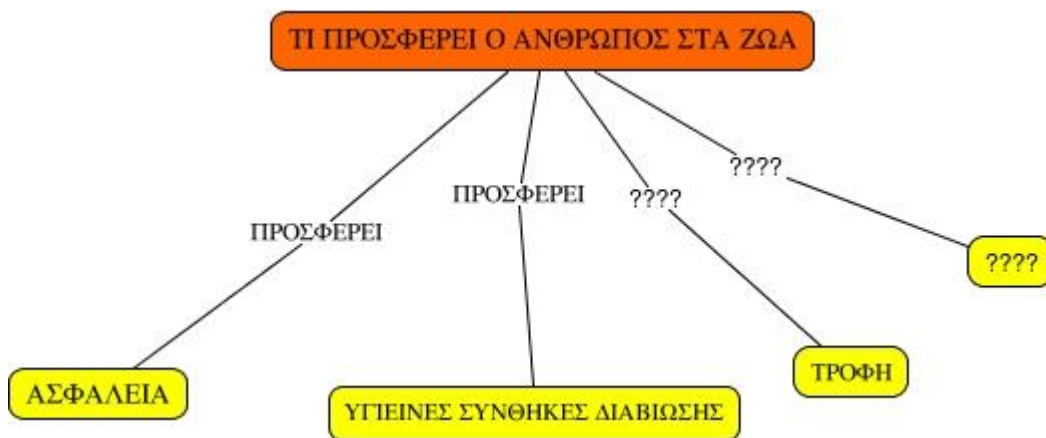 ΤΙ ΠΡΟΣΦΕΡΕΙ Ο ΑΝΘΡΩΠΟΣ ΣΤΑ ΖΩΑ
????
ΠΡΟΣΦΕΡΕΙ
????
ΠΡΟΣΦΕΡΕΙ
????
ΤΡΟΦΗ
ΑΣΦΑΛΕΙΑ
ΥΓΙΕΙΝΕΣ ΣΥΝΘΗΚΕΣ ΔΙΑΒΙΩΣΗΣ